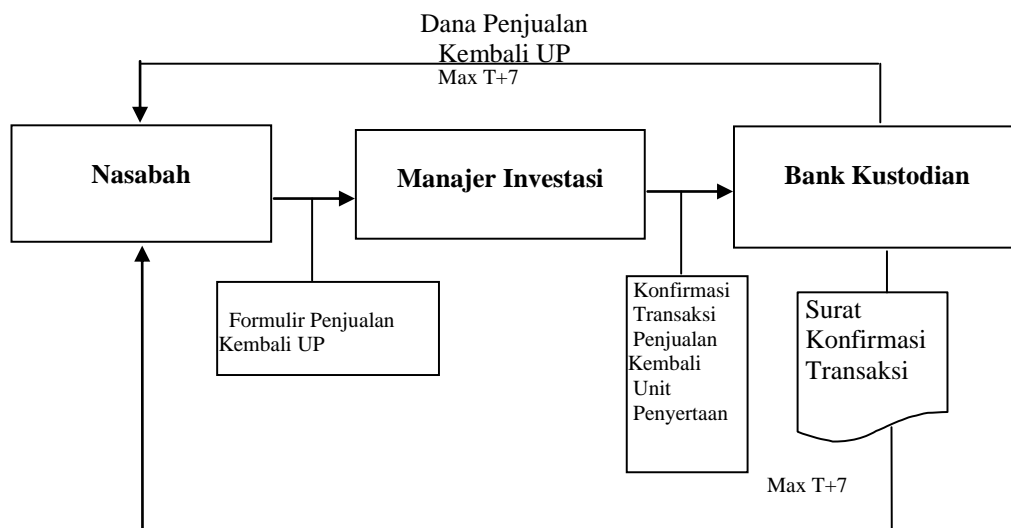 Dana Penjualan
Kembali UP
Max T+7
Nasabah
Manajer Investasi
Bank Kustodian
Formulir Penjualan
Kembali UP
Konfirmasi
Transaksi
Penjualan
Kembali
Unit
Penyertaan
Surat
Konfirmasi
Transaksi
Max T+7